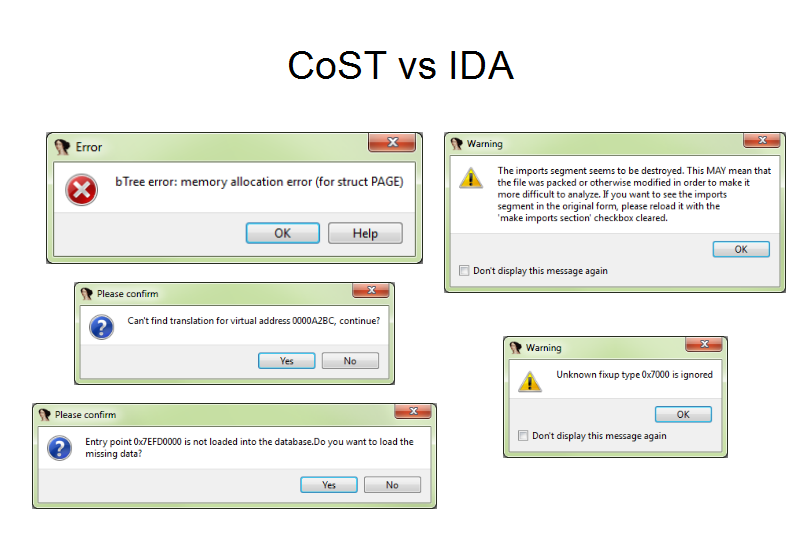 CoST vs IDA
Error
bTree error: memory allocation error (for struct PAGE)
OK
Help
Warning
The imports segment seems to be destroyed. This MAY mean that
the file was packed or otherwise modified in order to make it
more difficult to analyze. If you want to see the imports
segment in the original form, please reload it with the
'make imports section' checkbox cleared.
OK
Don't display this message again
Please confirm
Can't find translation for virtual address 0000A2BC, continue?
Yes
No
Warning
Unknown fixup type 0x7000 is ignored
OK
Don't display this message again
Please confirm
Entry point 0x7EFD0000 is not loaded into the database.Do you want to load the
missing data?
Yes
No